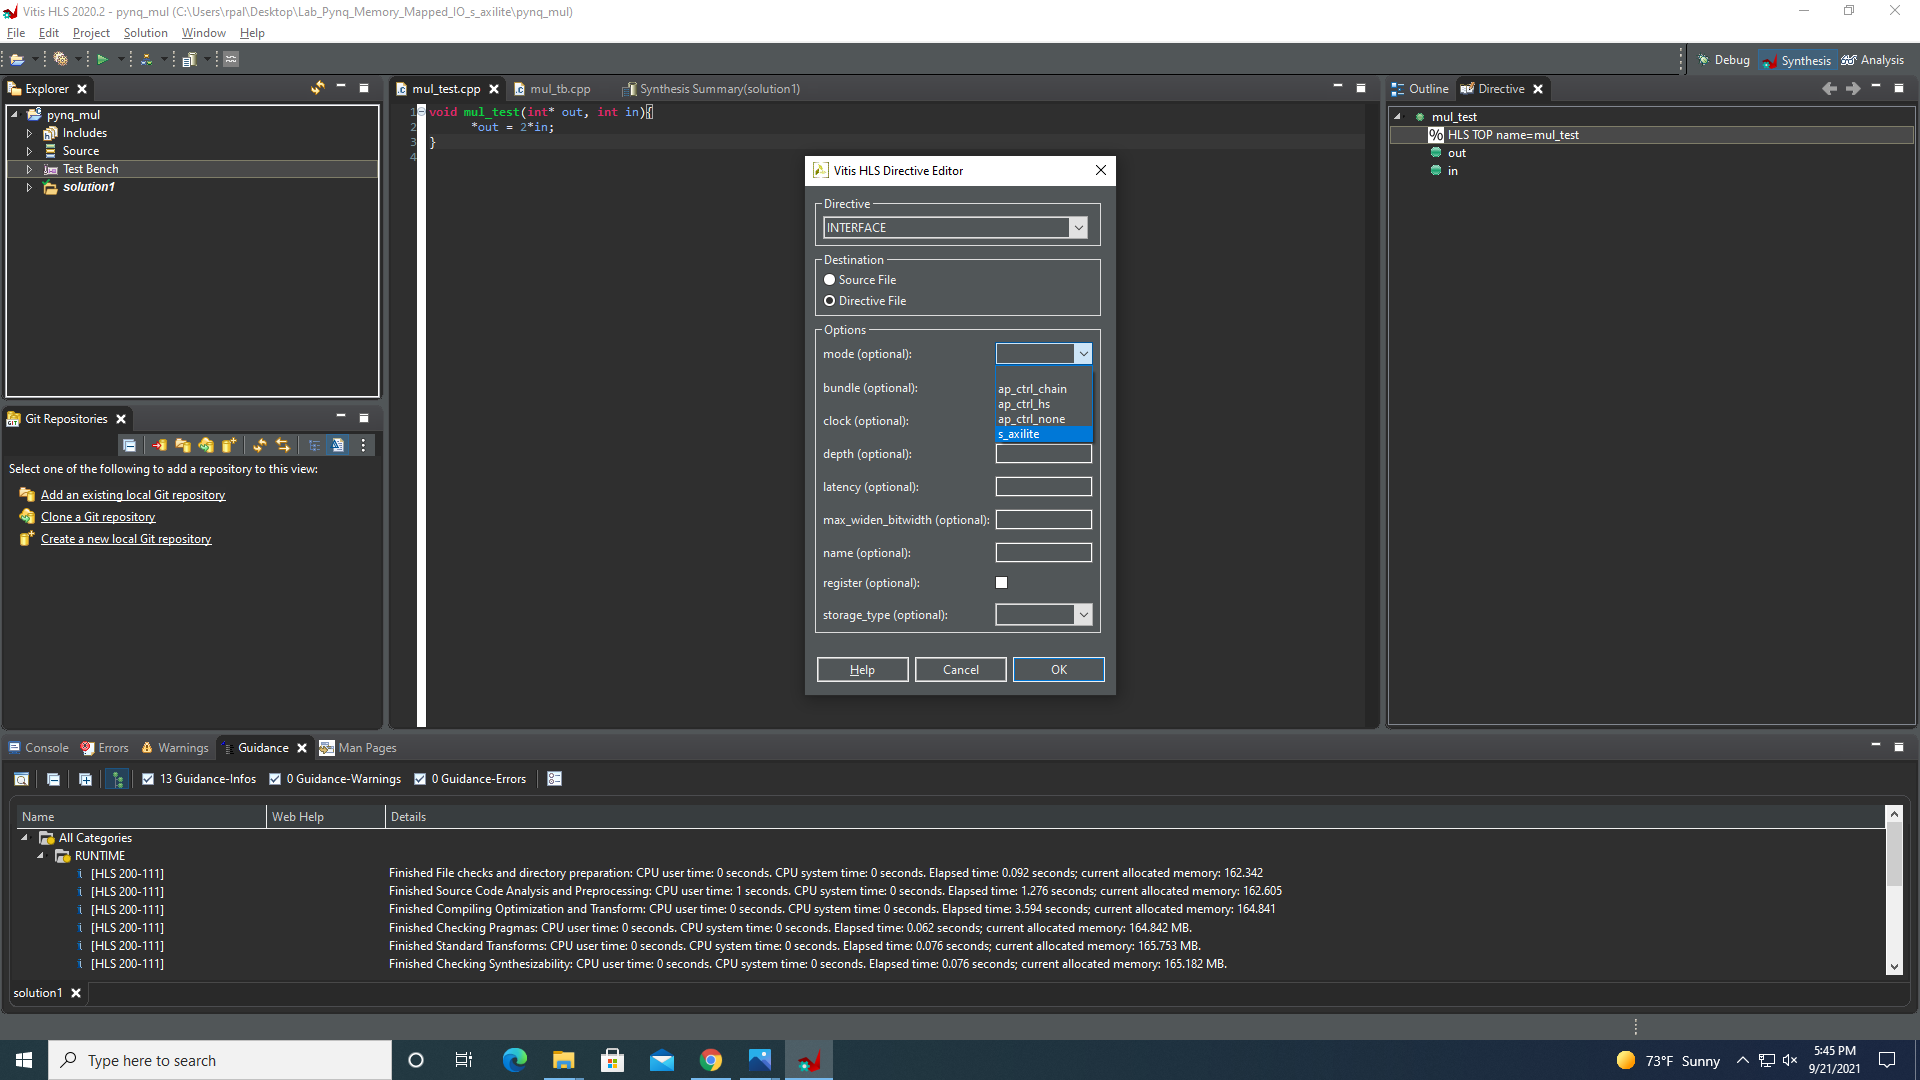 Vitis HLS 2020.2 - pynq_mul (C:\Users\rpal\Desktop\Lab_Pynq_Memory_Mapped_IO_s_axilite\pynq_mul)
File Edit Project Solution Window Help
Debug Synthesis Analysis
Explorer
pynq_mul
Includes
Source
Test Bench
solution1
Git Repositories
Select one of the following to add a repository to this view:
Add an existing local Git repository
Clone a Git repository
Create a new local Git repository
mul_test.cpp mul_tb.cpp Synthesis Summary(solution1)
1 void mul_test(int* out, int in){
2 *out = 2*in;
3 }
4
Vitis HLS Directive Editor
Directive
INTERFACE
Destination
Source File
Directive File
Options
mode (optional):
ap_ctrl_chain
ap_ctrl_hs
ap_ctrl_none
s_axilite
bundle (optional):
clock (optional):
depth (optional):
latency (optional):
max_widen_bitwidth (optional):
name (optional):
register (optional):
storage_type (optional):
Help Cancel OK
Outline Directive
mul_test
% HLS TOP name=mul_test
out
in
Console Errors Warnings Guidance Man Pages
13 Guidance-Infos 0 Guidance-Warnings 0 Guidance-Errors
Name Web Help Details
All Categories
RUNTIME
[HLS 200-111] Finished File checks and directory preparation: CPU user time: 0 seconds. CPU system time: 0 seconds. Elapsed time: 0.092 seconds; current allocated memory: 162.342
[HLS 200-111] Finished Source Code Analysis and Preprocessing: CPU user time: 1 seconds. CPU system time: 0 seconds. Elapsed time: 1.276 seconds; current allocated memory: 162.605
[HLS 200-111] Finished Compiling Optimization and Transform: CPU user time: 0 seconds. CPU system time: 0 seconds. Elapsed time: 3.594 seconds; current allocated memory: 164.841
[HLS 200-111] Finished Checking Pragmas: CPU user time: 0 seconds. CPU system time: 0 seconds. Elapsed time: 0.062 seconds; current allocated memory: 164.842 MB.
[HLS 200-111] Finished Standard Transforms: CPU user time: 0 seconds. CPU system time: 0 seconds. Elapsed time: 0.076 seconds; current allocated memory: 165.753 MB.
[HLS 200-111] Finished Checking Synthesizability: CPU user time: 0 seconds. CPU system time: 0 seconds. Elapsed time: 0.076 seconds; current allocated memory: 165.182 MB.
solution1
Type here to search
73°F Sunny
5:45 PM
9/21/2021